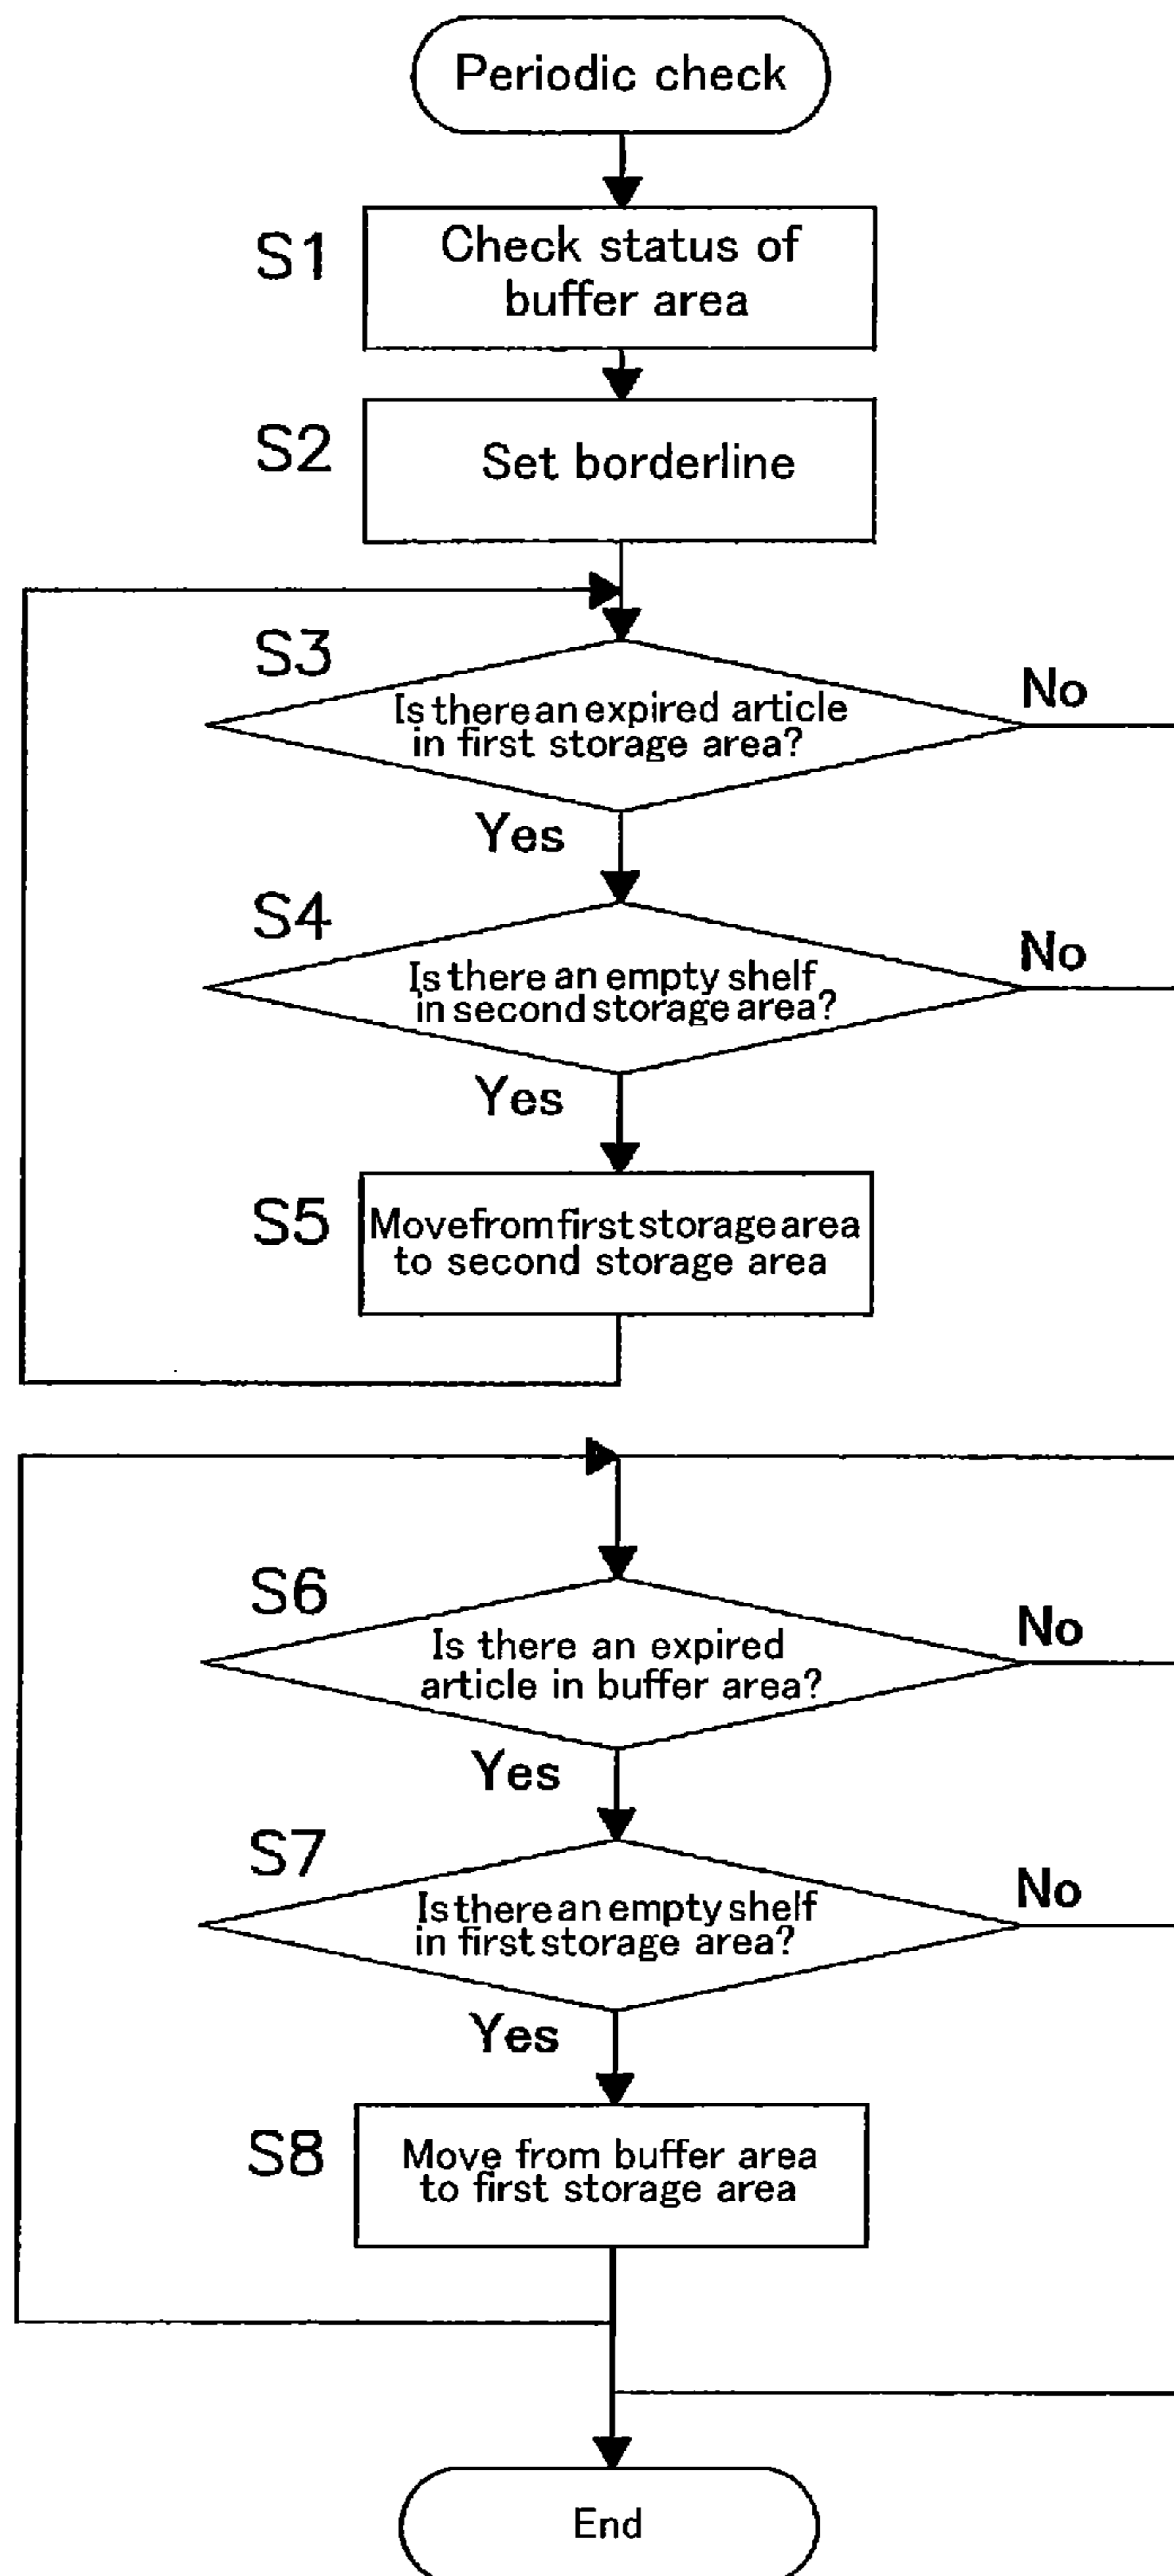 Periodic check
S1
Check status of
buffer area
S2
Set borderline
S3
Is there an expired article
in first storage area?
No
Yes
S4
Is there an empty shelf
in second storage area?
No
Yes
S5
Move from first storage area
to second storage area
S6
Is there an expired
article in buffer area?
No
Yes
S7
Is there an empty shelf
in first storage area?
No
Yes
S8
Move from buffer area
to first storage area
End